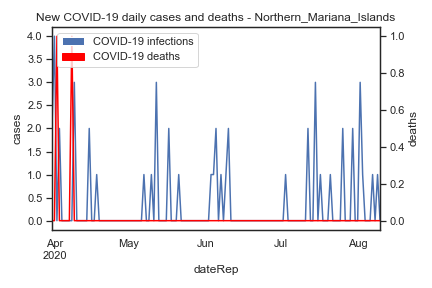 New COVID-19 daily cases and deaths - Northern_Mariana_Islands
COVID-19 infections
COVID-19 deaths
4.0
3.5
3.0
2.5
2.0
1.5
1.0
0.5
0.0
cases
1.0
0.8
0.6
0.4
0.2
0.0
deaths
Apr May Jun Jul Aug
2020
dateRep